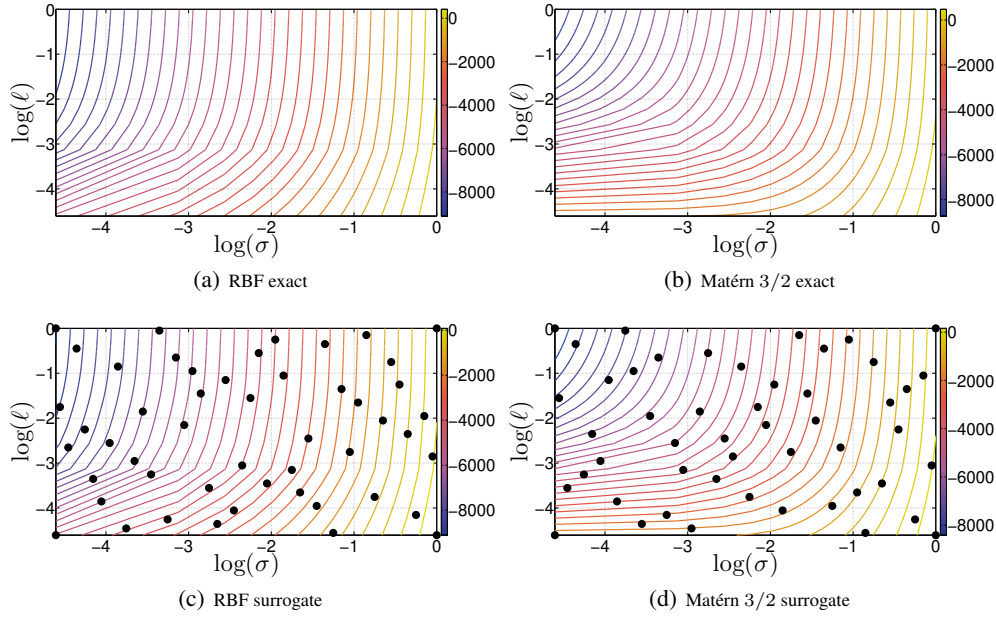 0
−1
−2
−3
−4
log(ℓ)
−4 −3 −2 −1 0
log(σ)
0
−2000
−4000
−6000
−8000
(a) RBF exact
0
−1
−2
−3
−4
log(ℓ)
−4 −3 −2 −1 0
log(σ)
0
−2000
−4000
−6000
−8000
(b) Matérn 3/2 exact
0
−1
−2
−3
−4
log(ℓ)
−4 −3 −2 −1 0
log(σ)
0
−2000
−4000
−6000
−8000
(c) RBF surrogate
0
−1
−2
−3
−4
log(ℓ)
−4 −3 −2 −1 0
log(σ)
0
−2000
−4000
−6000
−8000
(d) Matérn 3/2 surrogate